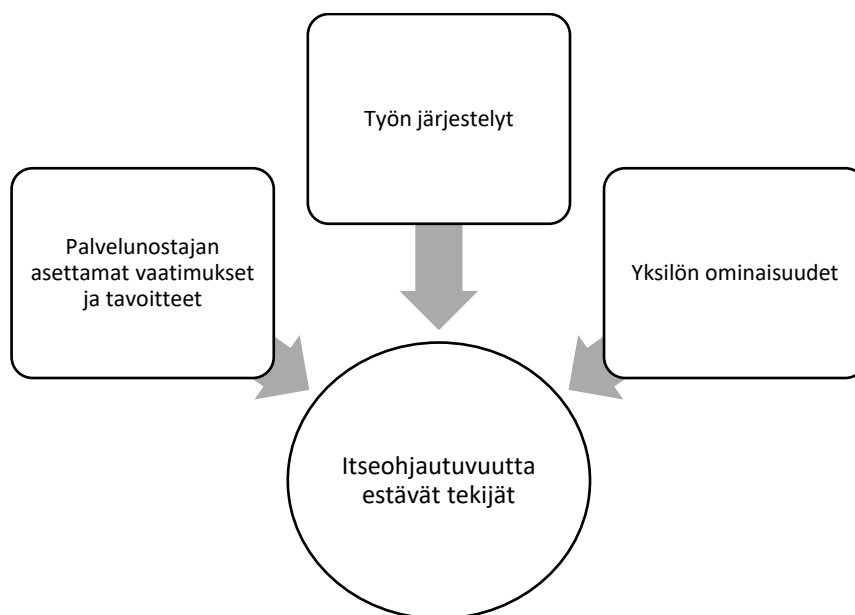 Työn järjestelyt
Palvelunostajan
asettamat vaatimukset
ja tavoitteet
Yksilön ominaisuudet
Itseohjautuvuutta
estävät tekijät